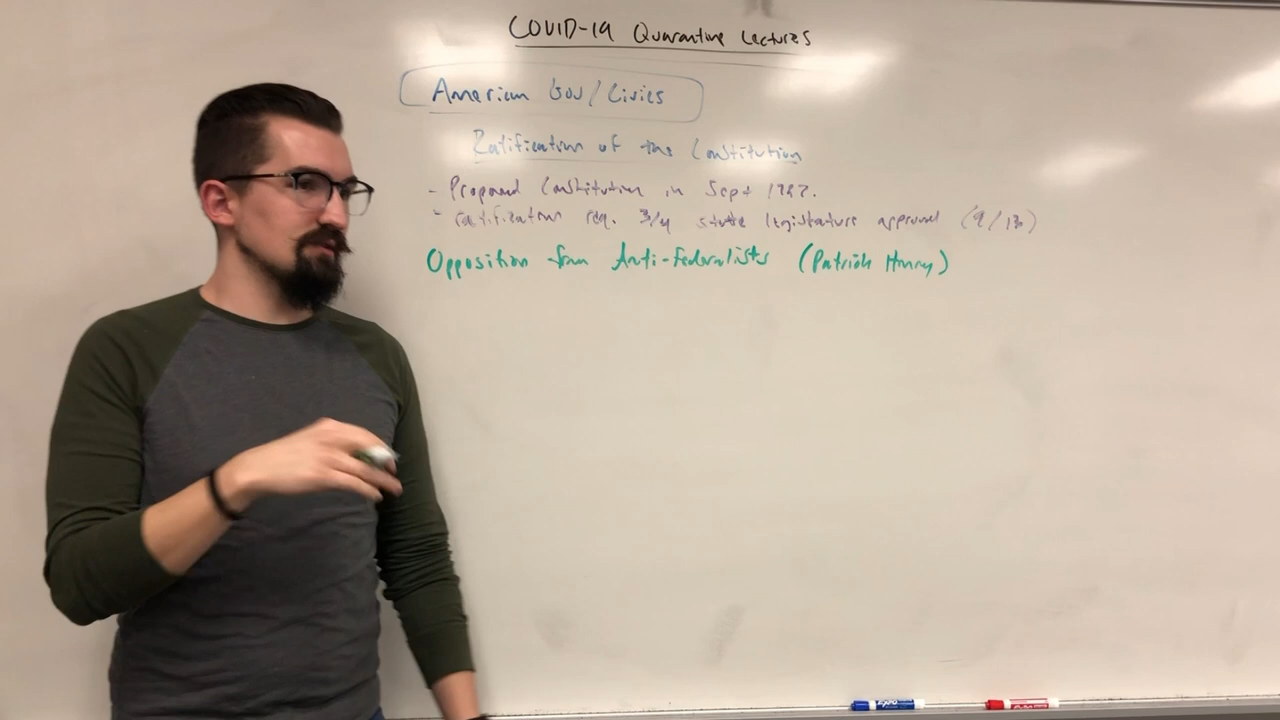 COVID-19 Quarantine Lectures
American Gov/Civics
Ratification of the Constitution
- Proposed Constitution in Sept 1787.
- ratification req. 3/4 state legislature approval (9/13)
Opposition from Anti-Federalists (Patrick Henry)
EXPO